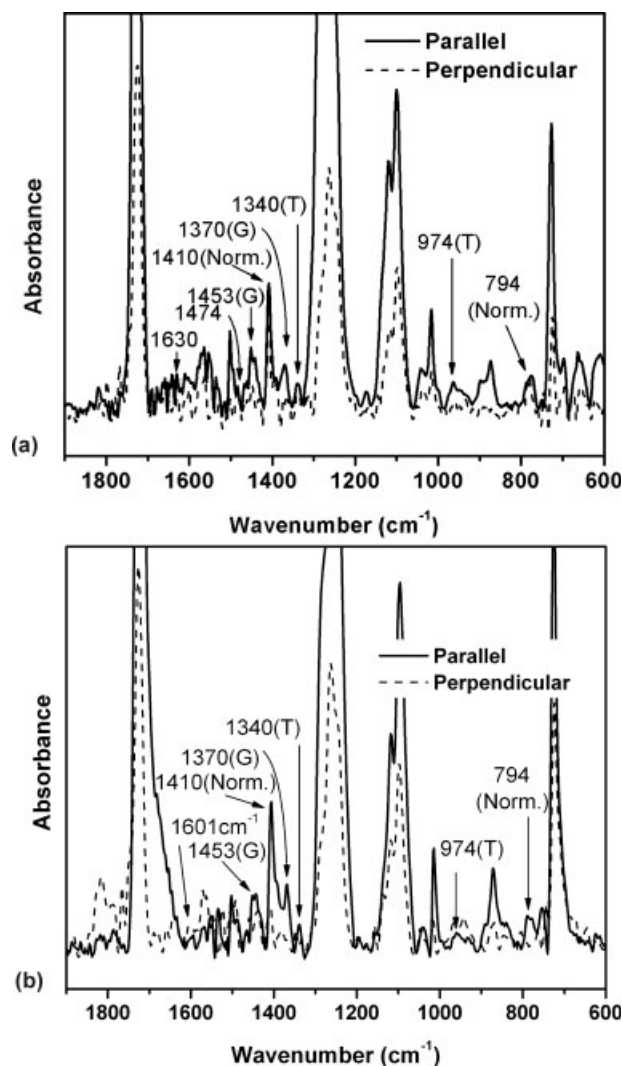 Parallel
Perpendicular
1340(T)
1370(G)
1410(Norm.)
1453(G)
1474
1630
974(T)
794
(Norm.)
Absorbance
(a)
1800 1600 1400 1200 1000 800 600
Wavenumber (cm⁻¹)
Parallel
Perpendicular
1340(T)
1370(G)
1410(Norm.)
1601cm⁻¹
1453(G)
794
(Norm.)
974(T)
Absorbance
(b)
1800 1600 1400 1200 1000 800 600
Wavenumber (cm⁻¹)